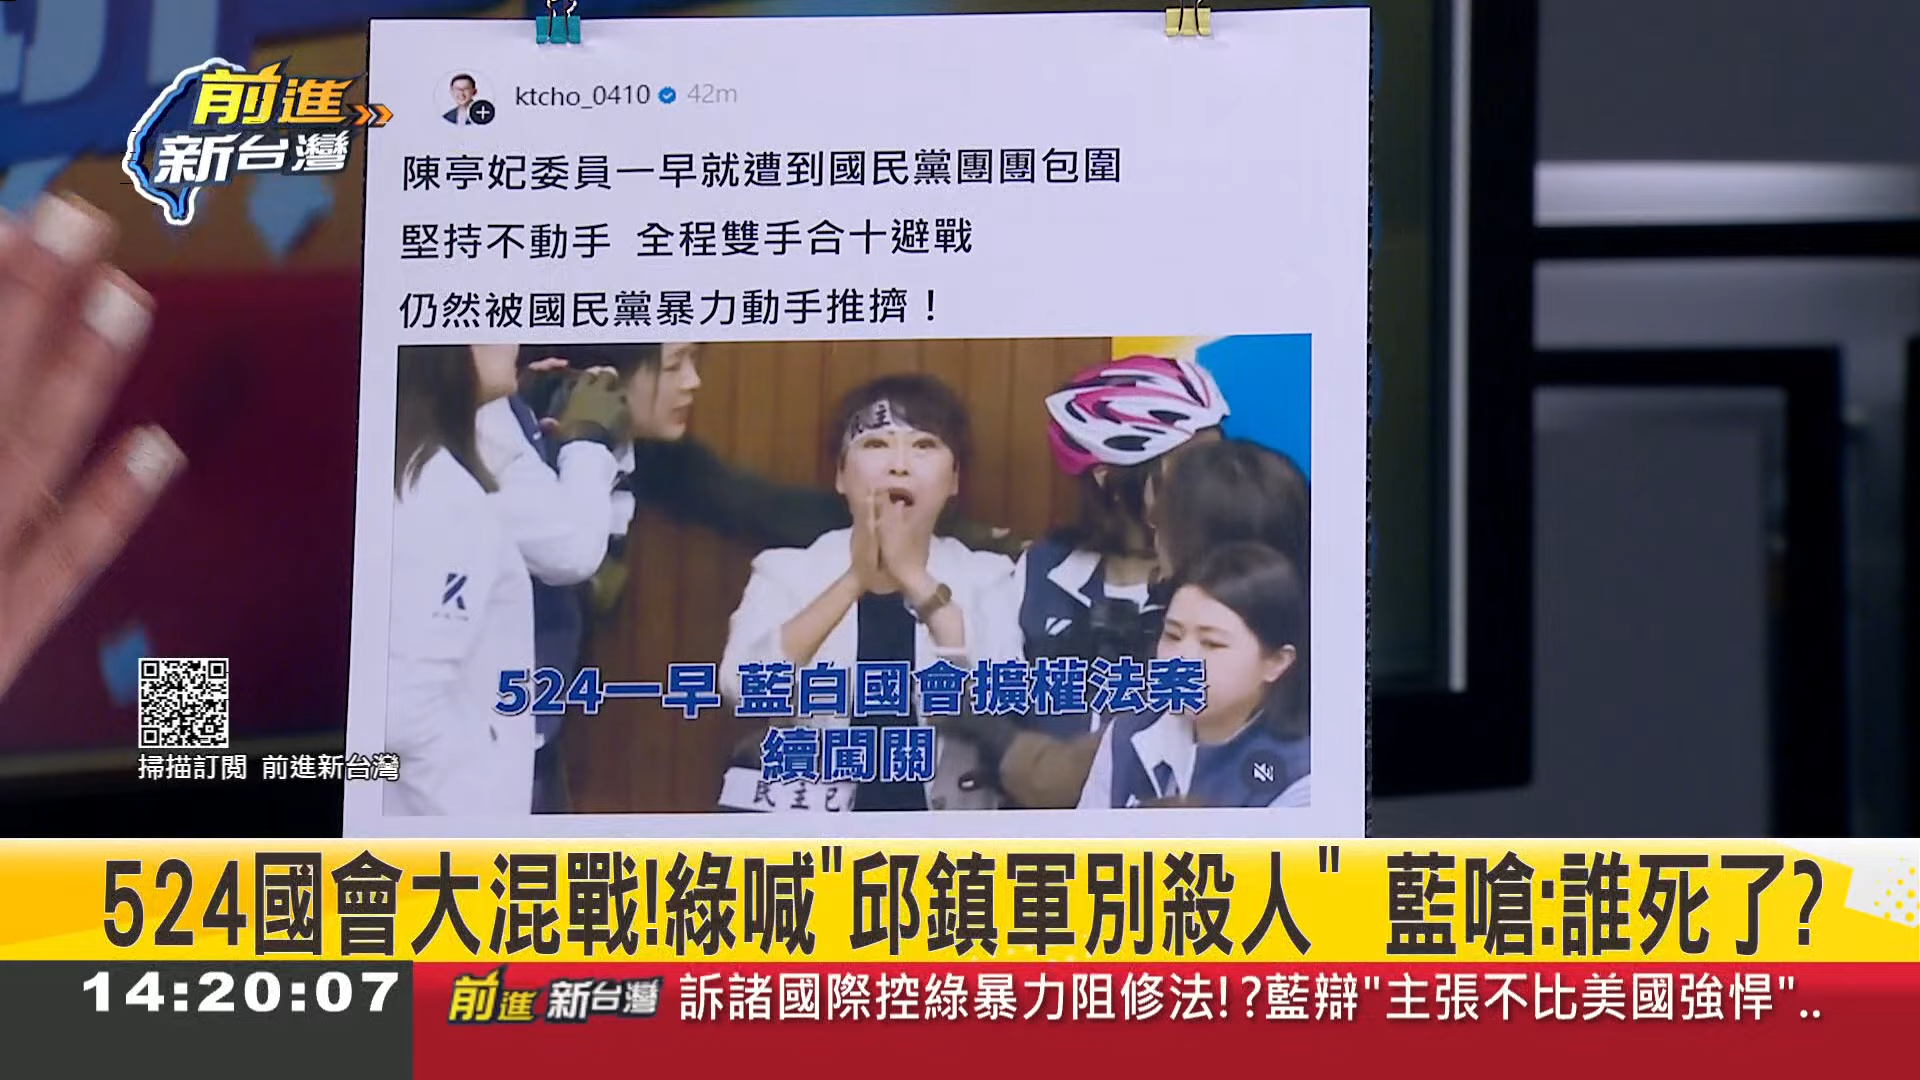 前進
新台灣
ktcho_0410 42m
陳亭妃委員一早就遭到國民黨團團包圍
堅持不動手 全程雙手合十避戰
仍然被國民黨暴力動手推擠！
民主
524一早 藍白國會擴權法案
續闖關
民主已
掃描訂閱 前進新台灣
524國會大混戰!綠喊"邱鎮軍別殺人" 藍嗆:誰死了?
14:20:07
前進新台灣 訴諸國際控綠暴力阻修法!?藍辯"主張不比美國強悍"..